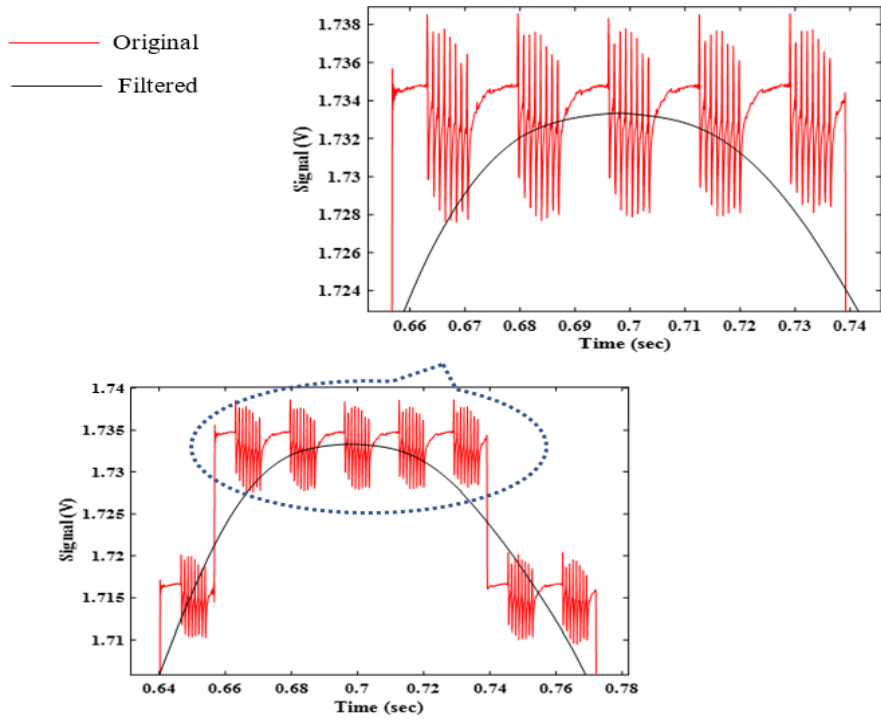 Original
Filtered
1.738
1.736
1.734
1.732
1.73
1.728
1.726
1.724
Signal (V)
0.66 0.67 0.68 0.69 0.7 0.71 0.72 0.73 0.74
Time (sec)
1.74
1.735
1.73
1.725
1.72
1.715
1.71
Signal (V)
0.64 0.66 0.68 0.7 0.72 0.74 0.76 0.78
Time (sec)